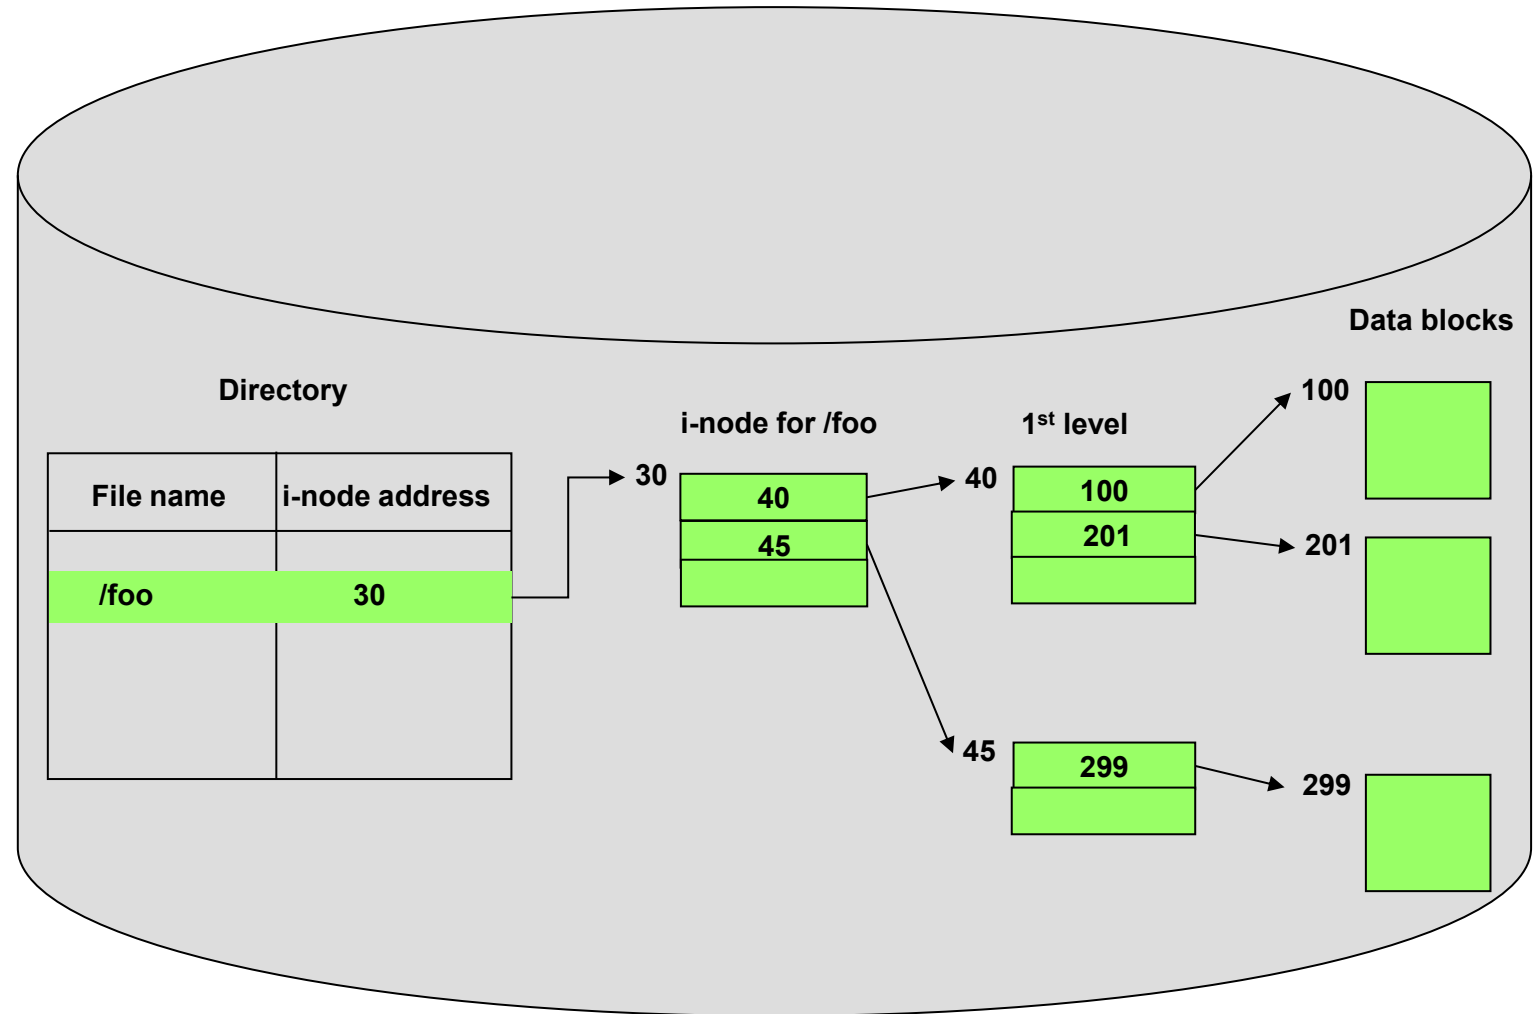 Data blocks
Directory
i-node for /foo
1st level
File name i-node address
/foo 30
30
40
45
40
100
201
45
299
100
201
299